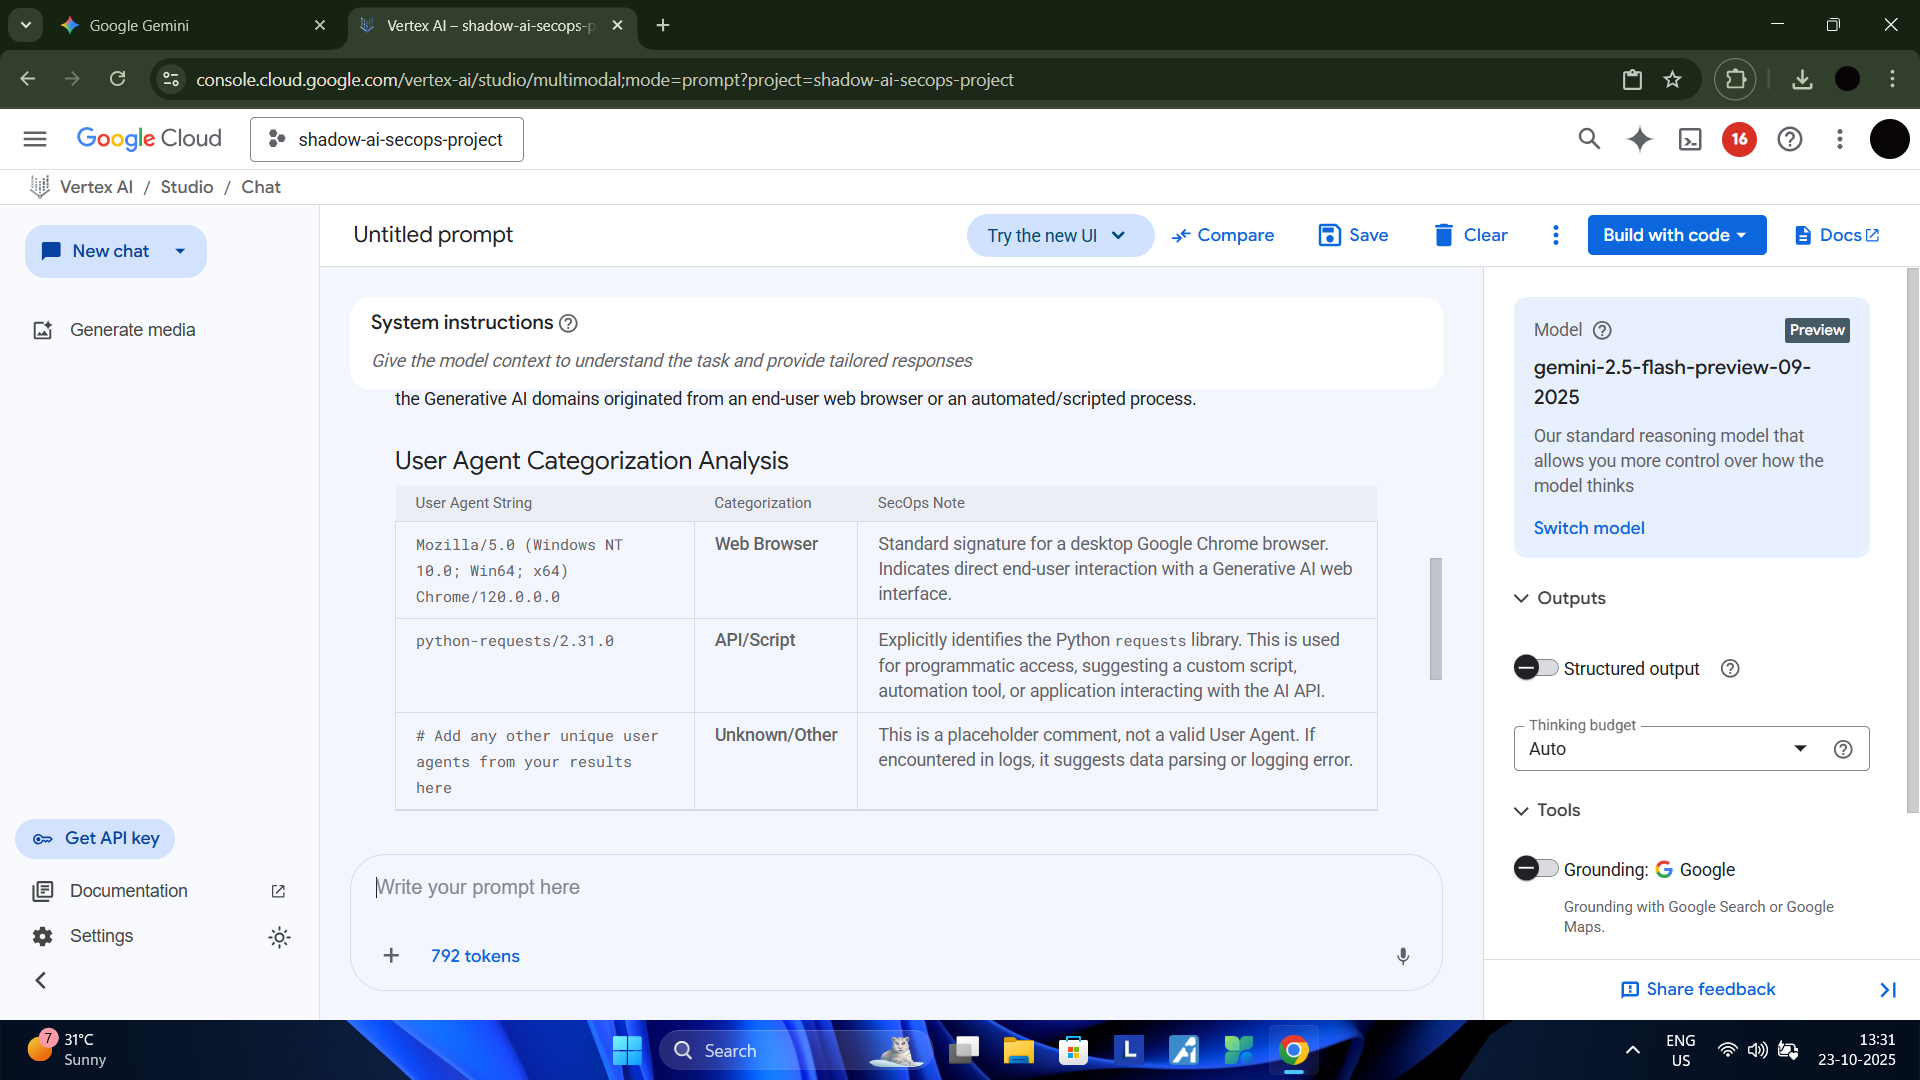 Google Gemini
Vertex AI – shadow-ai-secops-p
console.cloud.google.com/vertex-ai/studio/multimodal;mode=prompt?project=shadow-ai-secops-project
Google Cloud
shadow-ai-secops-project
16
Vertex AI / Studio / Chat
New chat
Generate media
Get API key
Documentation
Settings
Untitled prompt
Try the new UI
Compare
Save
Clear
Build with code
Docs
System instructions
Give the model context to understand the task and provide tailored responses
the Generative AI domains originated from an end-user web browser or an automated/scripted process.
User Agent Categorization Analysis
User Agent String Categorization SecOps Note
Mozilla/5.0 (Windows NT
10.0; Win64; x64)
Chrome/120.0.0.0
Web Browser
Standard signature for a desktop Google Chrome browser.
Indicates direct end-user interaction with a Generative AI web
interface.
python-requests/2.31.0
API/Script
Explicitly identifies the Python requests library. This is used
for programmatic access, suggesting a custom script,
automation tool, or application interacting with the AI API.
# Add any other unique user
agents from your results
here
Unknown/Other
This is a placeholder comment, not a valid User Agent. If
encountered in logs, it suggests data parsing or logging error.
Write your prompt here
792 tokens
Model
Preview
gemini-2.5-flash-preview-09-
2025
Our standard reasoning model that
allows you more control over how the
model thinks
Switch model
Outputs
Structured output
Thinking budget
Auto
Tools
Grounding: Google
Grounding with Google Search or Google
Maps.
Share feedback
7
31°C
Sunny
Search
L
ENG
US
13:31
23-10-2025